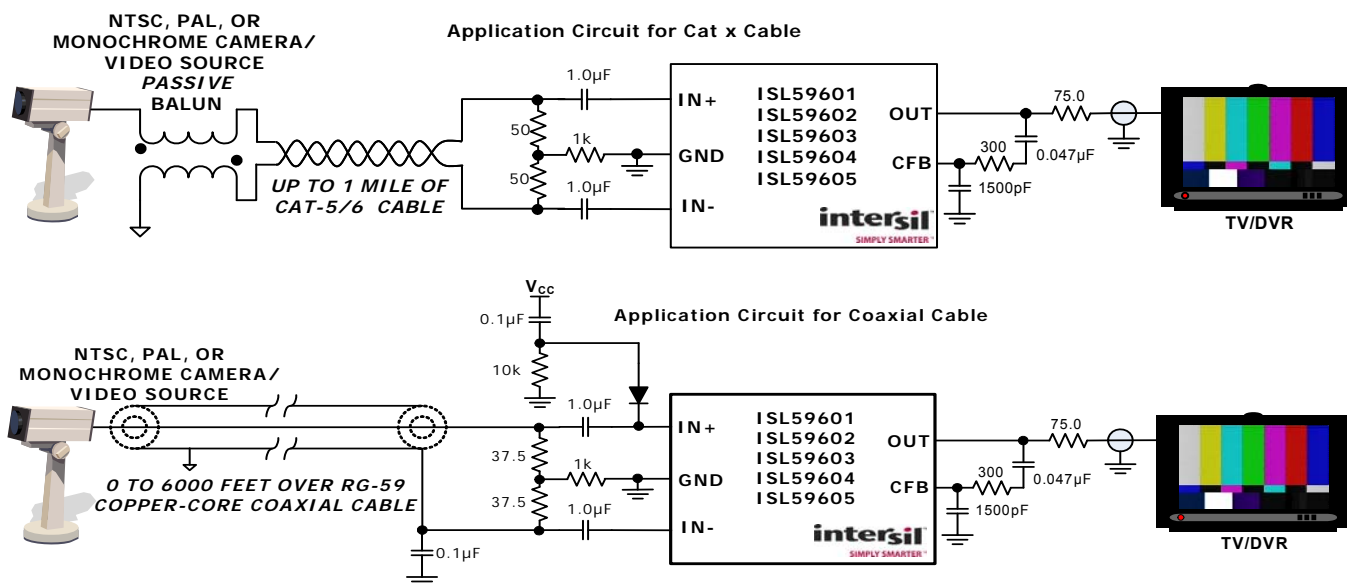 NTSC, PAL, OR
MONOCHROME CAMERA/
VIDEO SOURCE
PASSIVE
BALUN
UP TO 1 MILE OF
CAT-5/6 CABLE
Application Circuit for Cat x Cable
1.0µF
50
1k
50
1.0µF
IN+
GND
IN-
ISL59601
ISL59602
ISL59603
ISL59604
ISL59605
OUT
CFB
intersil™
SIMPLY SMARTER™
75.0
300
0.047µF
1500pF
TV/DVR
Application Circuit for Coaxial Cable
NTSC, PAL, OR
MONOCHROME CAMERA/
VIDEO SOURCE
0 TO 6000 FEET OVER RG-59
COPPER-CORE COAXIAL CABLE
VCC
0.1µF
10k
1.0µF
37.5
1k
37.5
1.0µF
0.1µF
IN+
GND
IN-
ISL59601
ISL59602
ISL59603
ISL59604
ISL59605
OUT
CFB
intersil™
SIMPLY SMARTER™
75.0
300
0.047µF
1500pF
TV/DVR